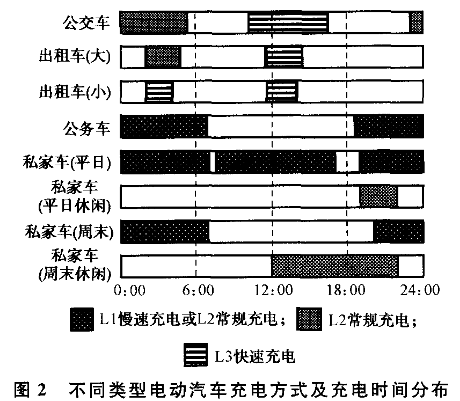 公交车
出租车(大)
出租车(小)
公务车
私家车(平日)
私家车
(平日休闲)
私家车(周末)
私家车
(周末休闲)
0:00 6:00 12:00 18:00 24:00
L1慢速充电或L2常规充电； L2常规充电；
L3快速充电
图 2 不同类型电动汽车充电方式及充电时间分布